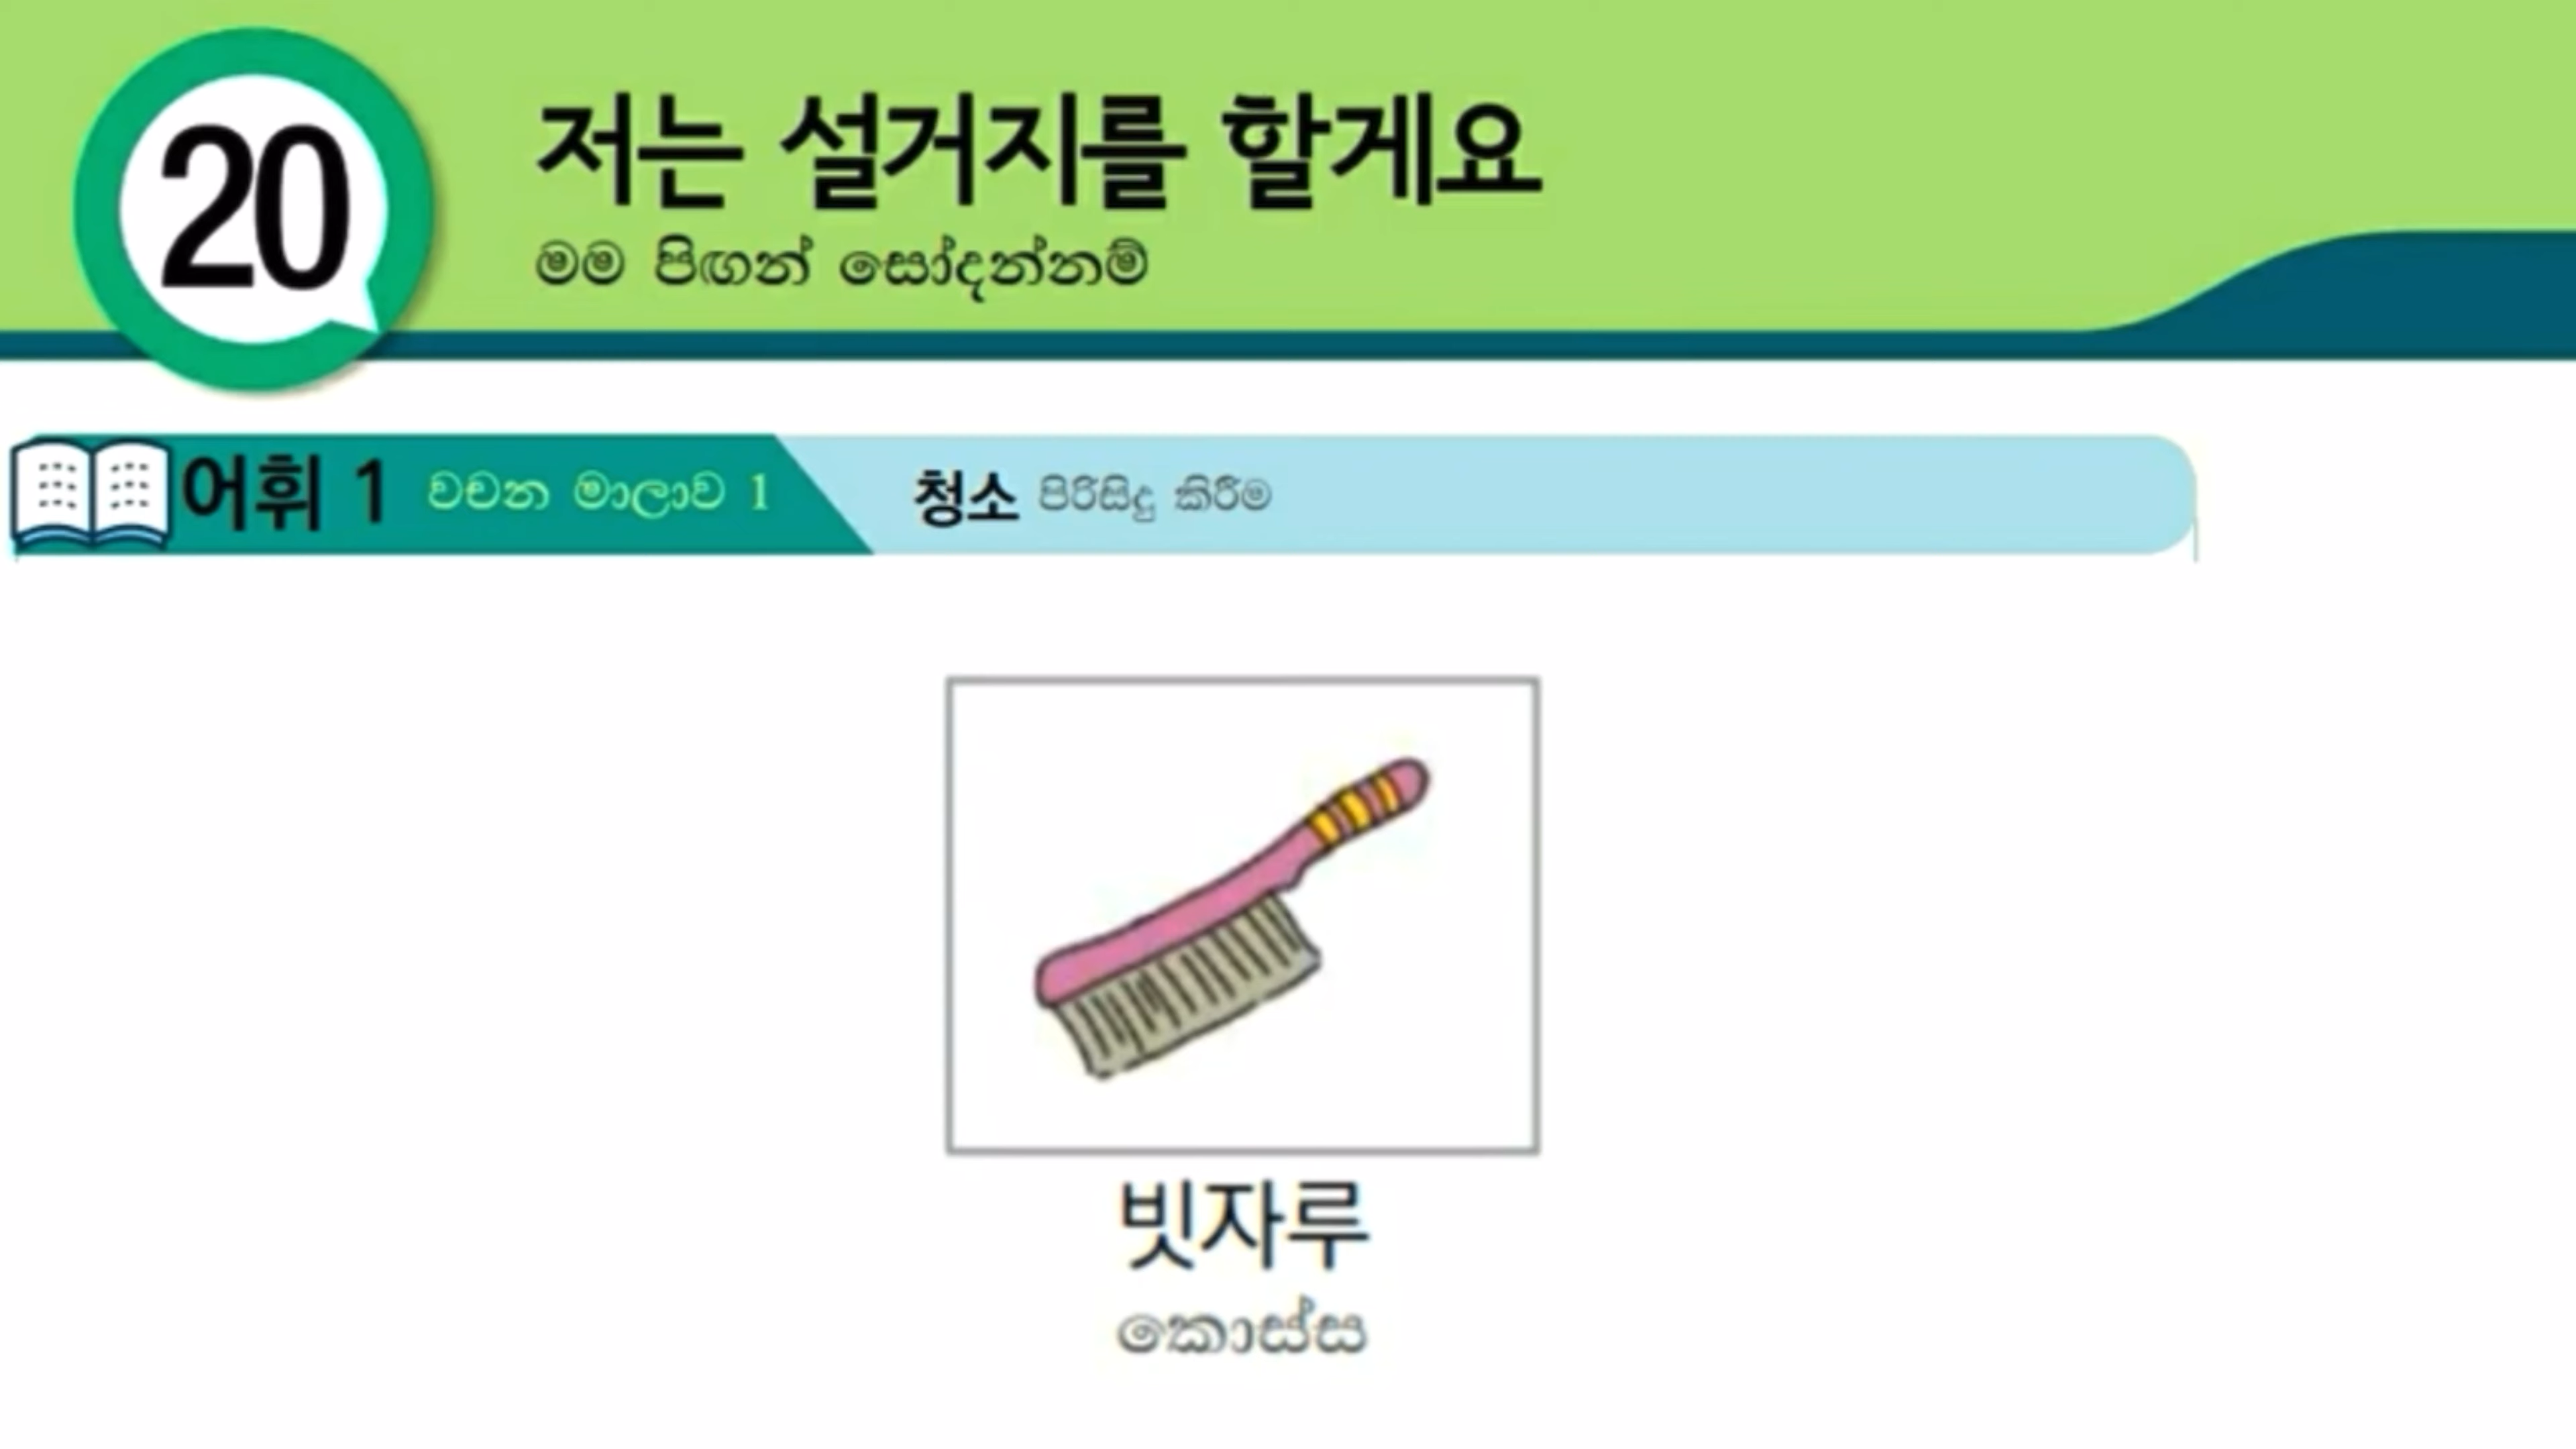 20
저는 설거지를 할게요
මම පිඟන් සෝදන්නම්
어휘 1 වචන මාලාව 1
청소 පිරිසිදු කිරීම
빗자루
කොස්ස